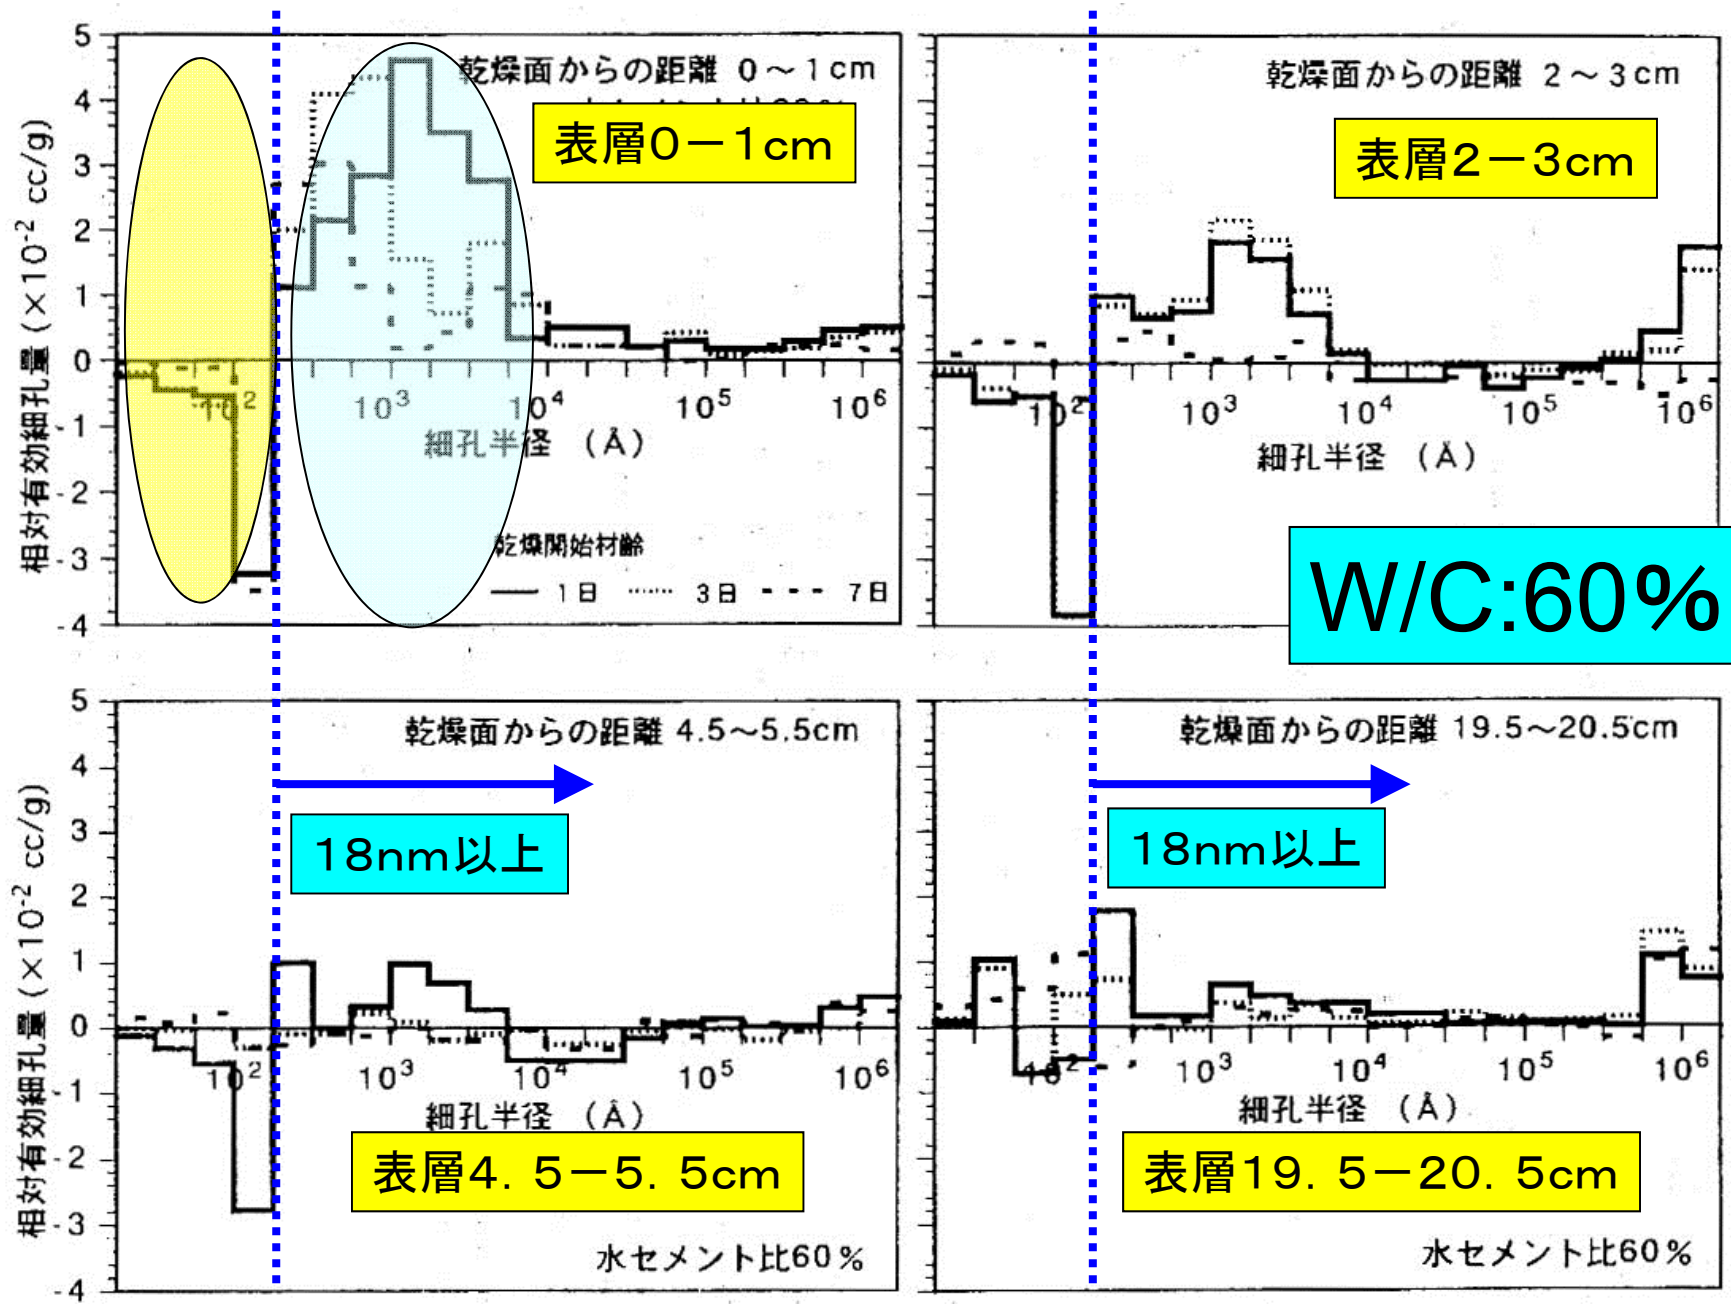 相対有効細孔量 (×10⁻² cc/g)
5
4
3
2
1
0
-1
-2
-3
-4
乾燥面からの距離 0～1cm
表層0－1cm
10²
10³
10⁴
10⁵
10⁶
細孔半径 (Å)
乾燥開始材齢
1日
3日
7日
乾燥面からの距離 2～3cm
表層2－3cm
10²
10³
10⁴
10⁵
10⁶
細孔半径 (Å)
W/C:60%
相対有効細孔量 (×10⁻² cc/g)
5
4
3
2
1
0
-1
-2
-3
-4
乾燥面からの距離 4.5～5.5cm
18nm以上
10²
10³
10⁴
10⁵
10⁶
細孔半径 (Å)
表層4．5－5．5cm
水セメント比60%
乾燥面からの距離 19.5～20.5cm
18nm以上
10²
10³
10⁴
10⁵
10⁶
細孔半径 (Å)
表層19．5－20．5cm
水セメント比60%